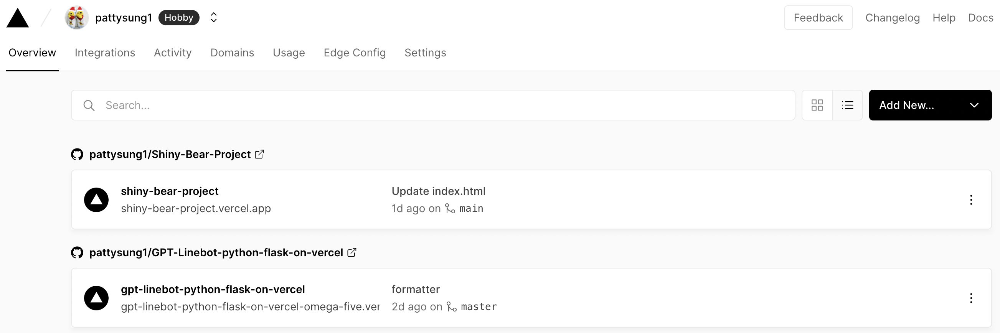 pattysung1 Hobby
Feedback Changelog Help Docs
Overview Integrations Activity Domains Usage Edge Config Settings
Search...
Add New...
pattysung1/Shiny-Bear-Project
shiny-bear-project
shiny-bear-project.vercel.app
Update index.html
1d ago on main
pattysung1/GPT-Linebot-python-flask-on-vercel
gpt-linebot-python-flask-on-vercel
gpt-linebot-python-flask-on-vercel-omega-five.ver
formatter
2d ago on master